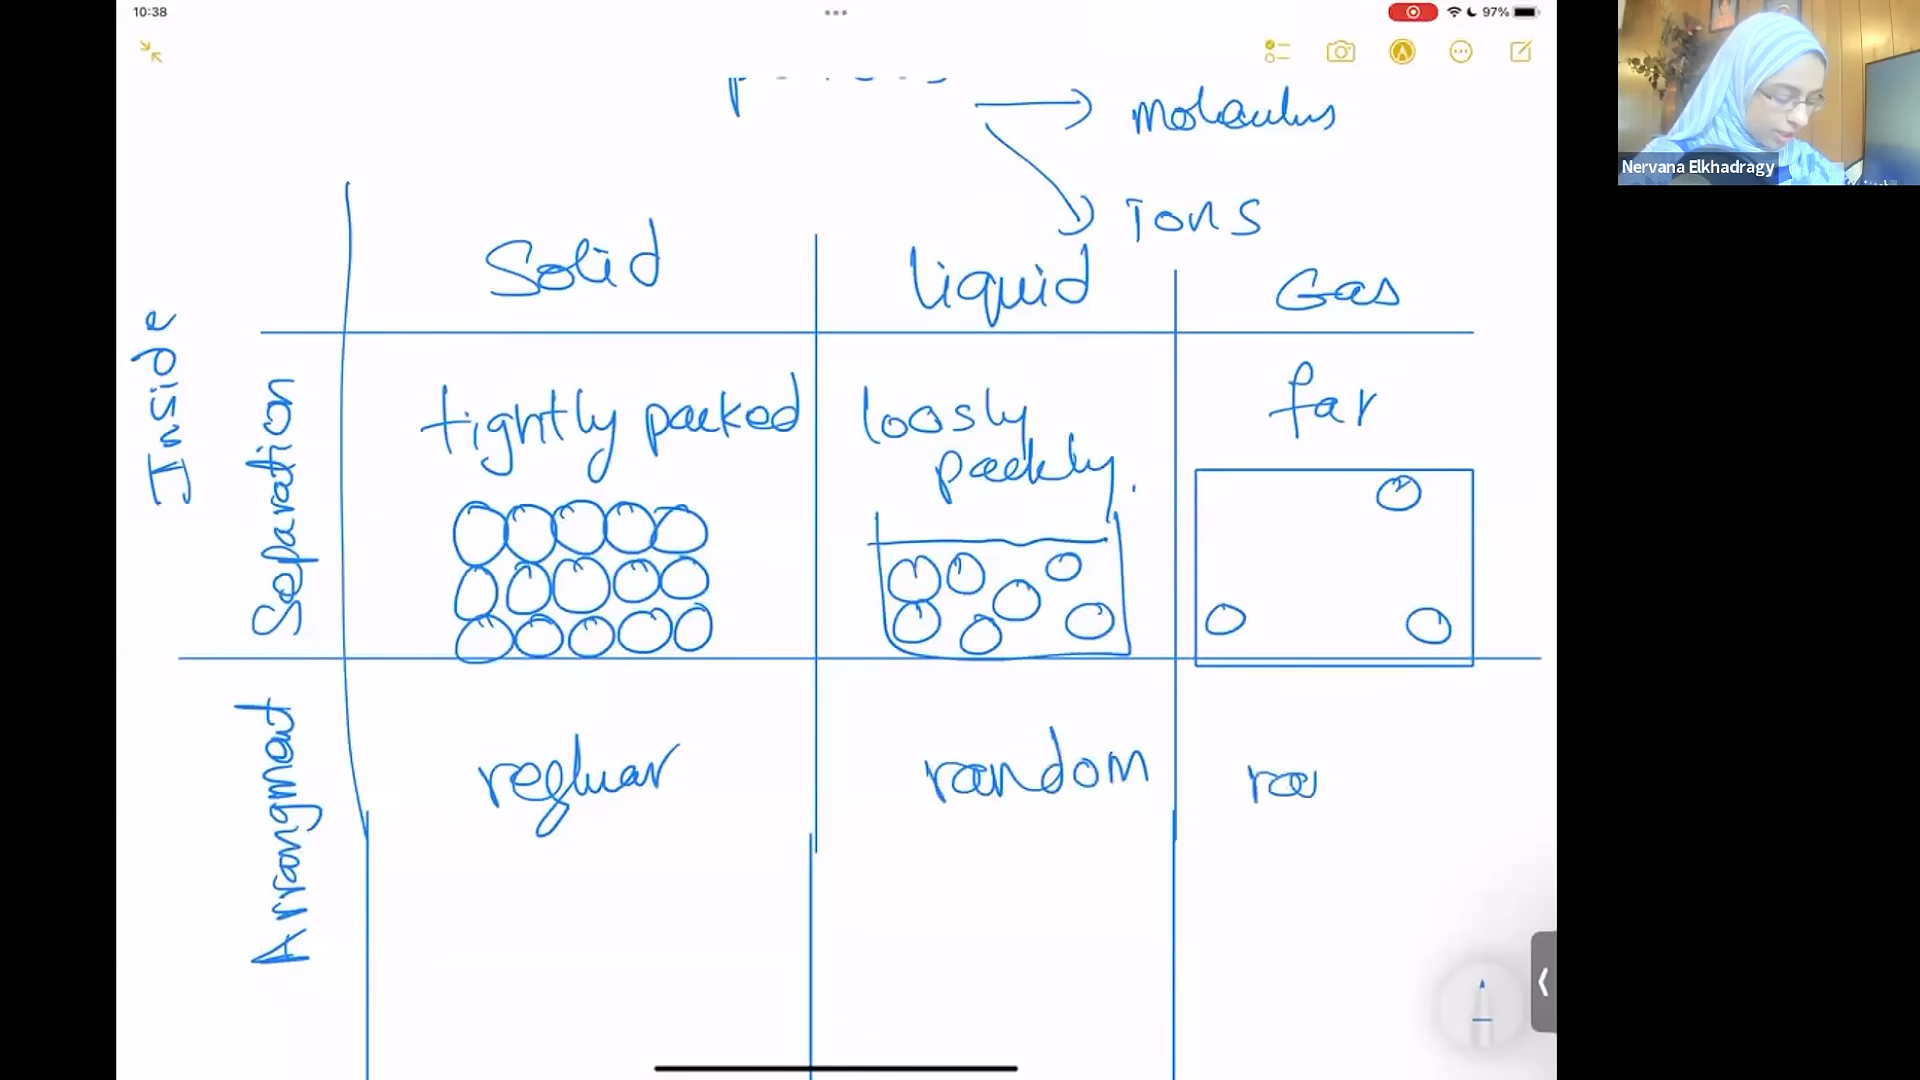 10:38
97%
Nervana Elkhadragy
molecules
Ions
Solid
liquid
Gas
Inside
Separation
tightly packed
loosly
far
Arrangment
regluar
random
ra